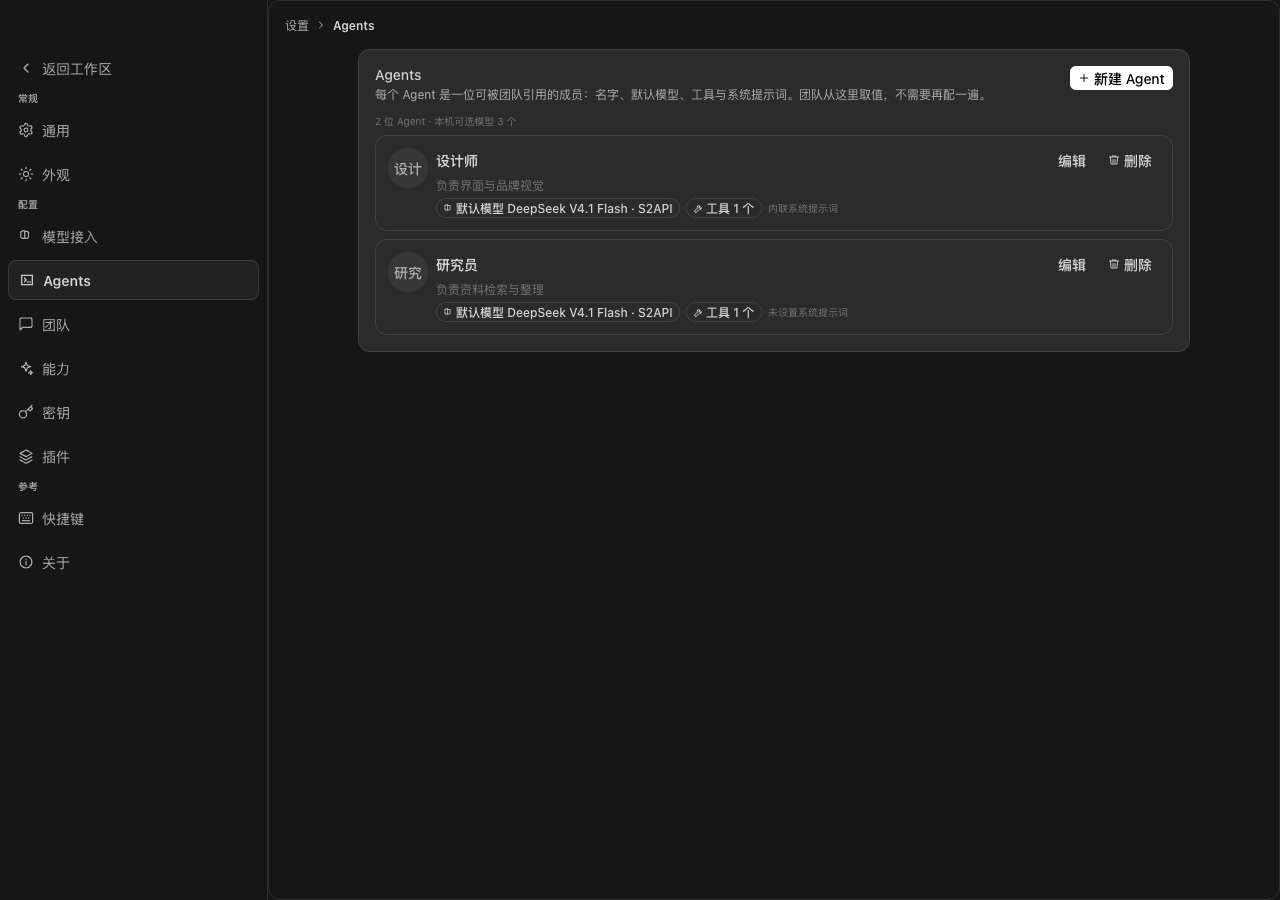 返回工作区
常规
通用
外观
配置
模型接入
Agents
团队
能力
密钥
插件
参考
快捷键
关于
设置 > Agents
Agents
新建 Agent
每个 Agent 是一位可被团队引用的成员：名字、默认模型、工具与系统提示词。团队从这里取值，不需要再配一遍。
2 位 Agent · 本机可选模型 3 个
设计
设计师
编辑
删除
负责界面与品牌视觉
默认模型 DeepSeek V4.1 Flash · S2API
工具 1 个
内联系统提示词
研究
研究员
编辑
删除
负责资料检索与整理
默认模型 DeepSeek V4.1 Flash · S2API
工具 1 个
未设置系统提示词